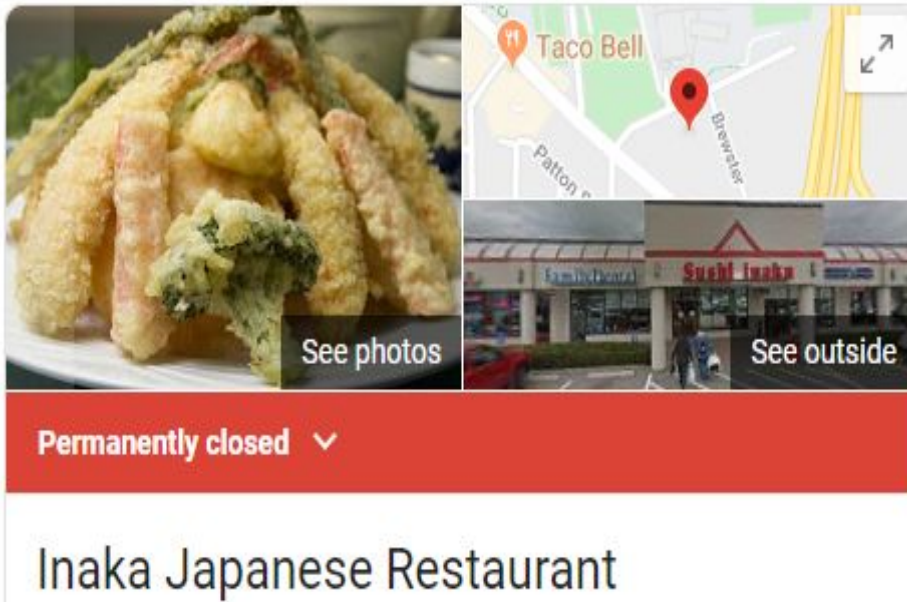 Taco Bell
Brewster
Patton
See photos
Family Dental
Sushi inaka
See outside
Permanently closed
Inaka Japanese Restaurant